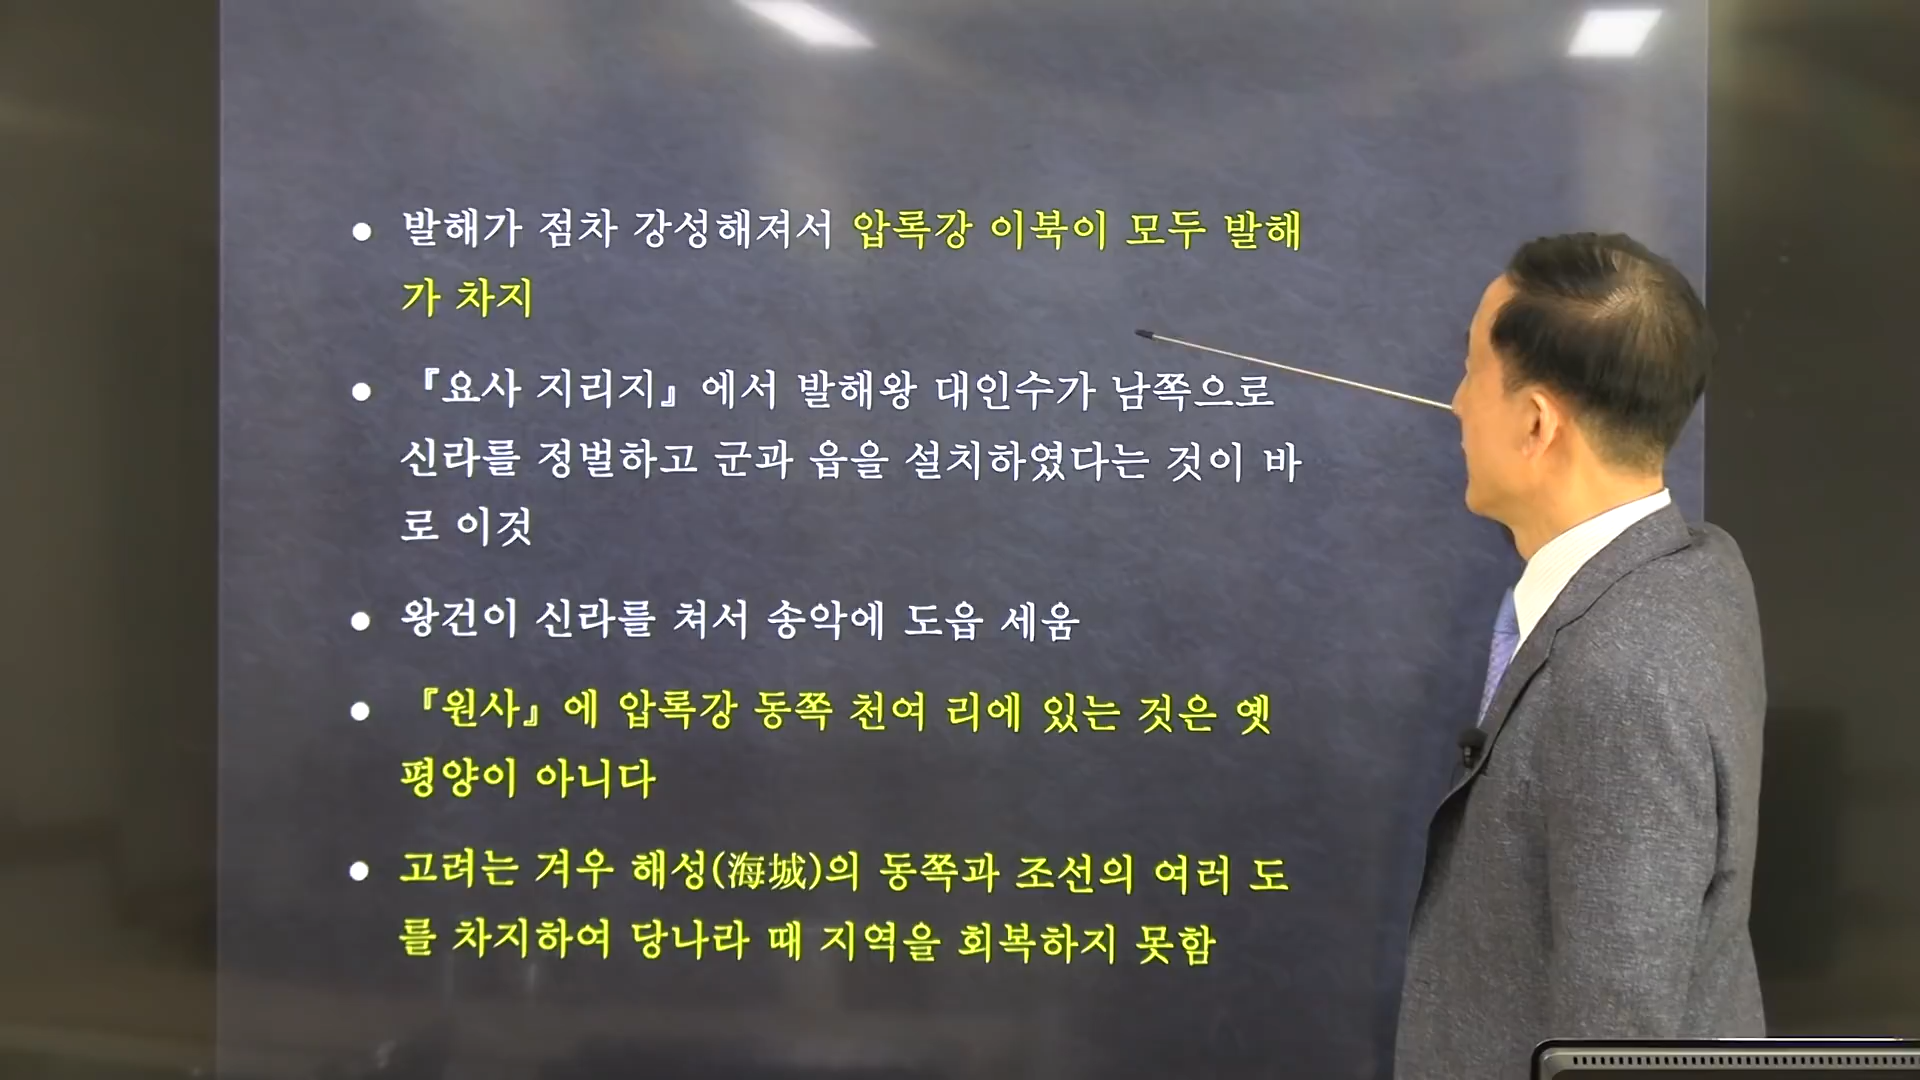 • 발해가 점차 강성해져서 압록강 이북이 모두 발해
가 차지
• 『요사 지리지』에서 발해왕 대인수가 남쪽으로
신라를 정벌하고 군과 읍을 설치하였다는 것이 바
로 이것
• 왕건이 신라를 쳐서 송악에 도읍 세움
• 『원사』에 압록강 동쪽 천여 리에 있는 것은 옛
평양이 아니다
• 고려는 겨우 해성(海城)의 동쪽과 조선의 여러 도
를 차지하여 당나라 때 지역을 회복하지 못함